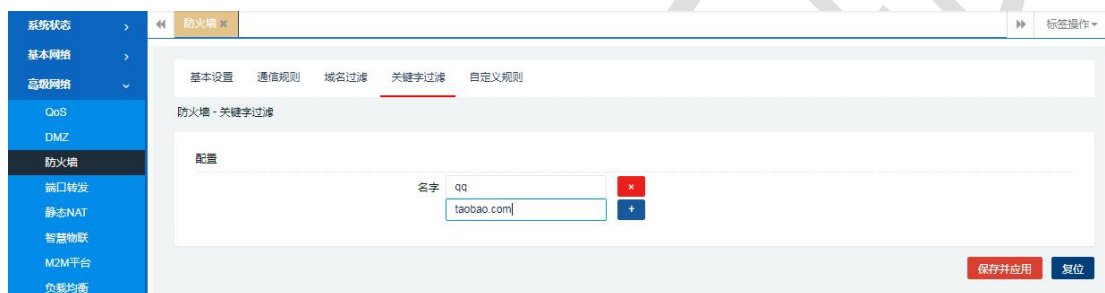 系统状态
防火墙
标签操作
基本网络
高级网络
基本设置 通信规则 域名过滤 关键字过滤 自定义规则
QoS
防火墙 - 关键字过滤
DMZ
防火墙
配置
端口转发
名字 qq
静态NAT
taobao.com
智慧物联
M2M平台
保存并应用 复位
负载均衡